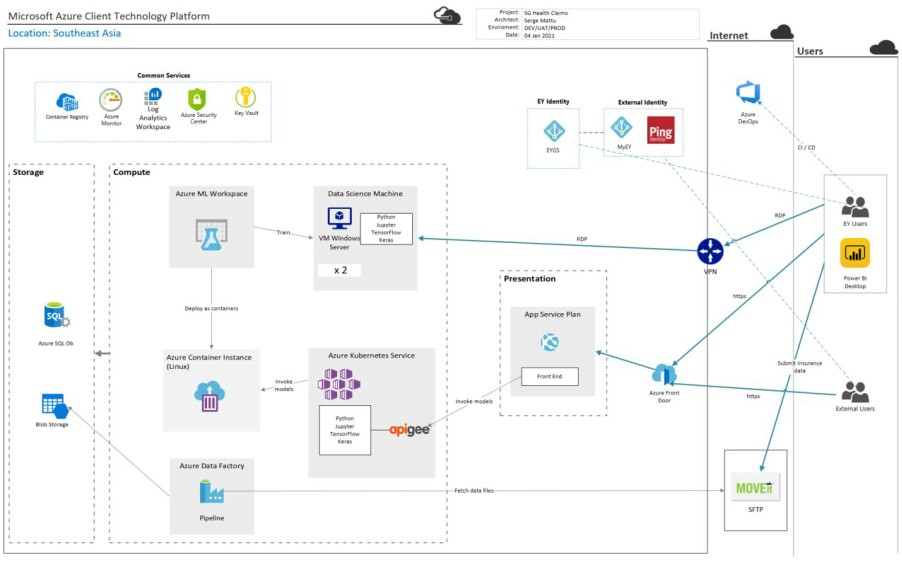 Microsoft Azure Client Technology Platform
Location: Southeast Asia
Project: SG Health Claims
Architect: Serge Mattu
Enviroment: DEV/UAT/PROD
Date: 04 Jan 2021
Internet
Users
Common Services
Container Registry
Azure
Monitor
Log
Analytics
Workspace
Azure Security
Center
Key Vault
EY Identity
EYGS
External Identity
MyEY
Ping
Identity
Azure
DevOps
CI / CD
Storage
Compute
Azure ML Workspace
Train
Data Science Machine
VM Windows
Server
Python
Jupyter
TensorFlow
Keras
x 2
RDP
VPN
RDP
EY Users
Power BI
Desktop
Presentation
App Service Plan
Front End
https
Deploy as containers
SQL
Azure SQL Db
Azure Container Instance
(Linux)
Invoke
models
Azure Kubernetes Service
Python
Jupyter
TensorFlow
Keras
apigee
Invoke models
Azure Front
Door
Submit insurance
data
https
External Users
Blob Storage
Azure Data Factory
Pipeline
Fetch data files
MOVEit
SFTP